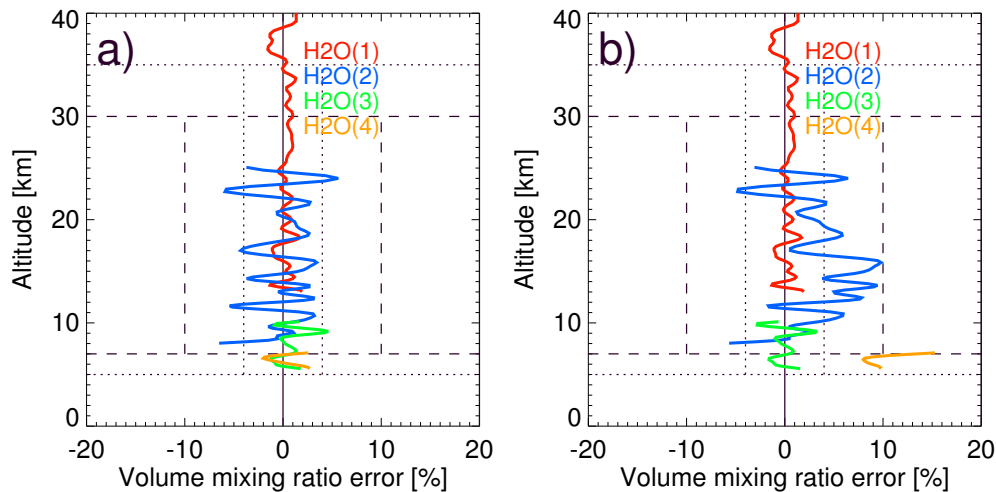 a)
H2O(1)
H2O(2)
H2O(3)
H2O(4)
40
30
20
10
0
Altitude [km]
-20 -10 0 10 20
Volume mixing ratio error [%]
b)
H2O(1)
H2O(2)
H2O(3)
H2O(4)
40
30
20
10
0
Altitude [km]
-20 -10 0 10 20
Volume mixing ratio error [%]